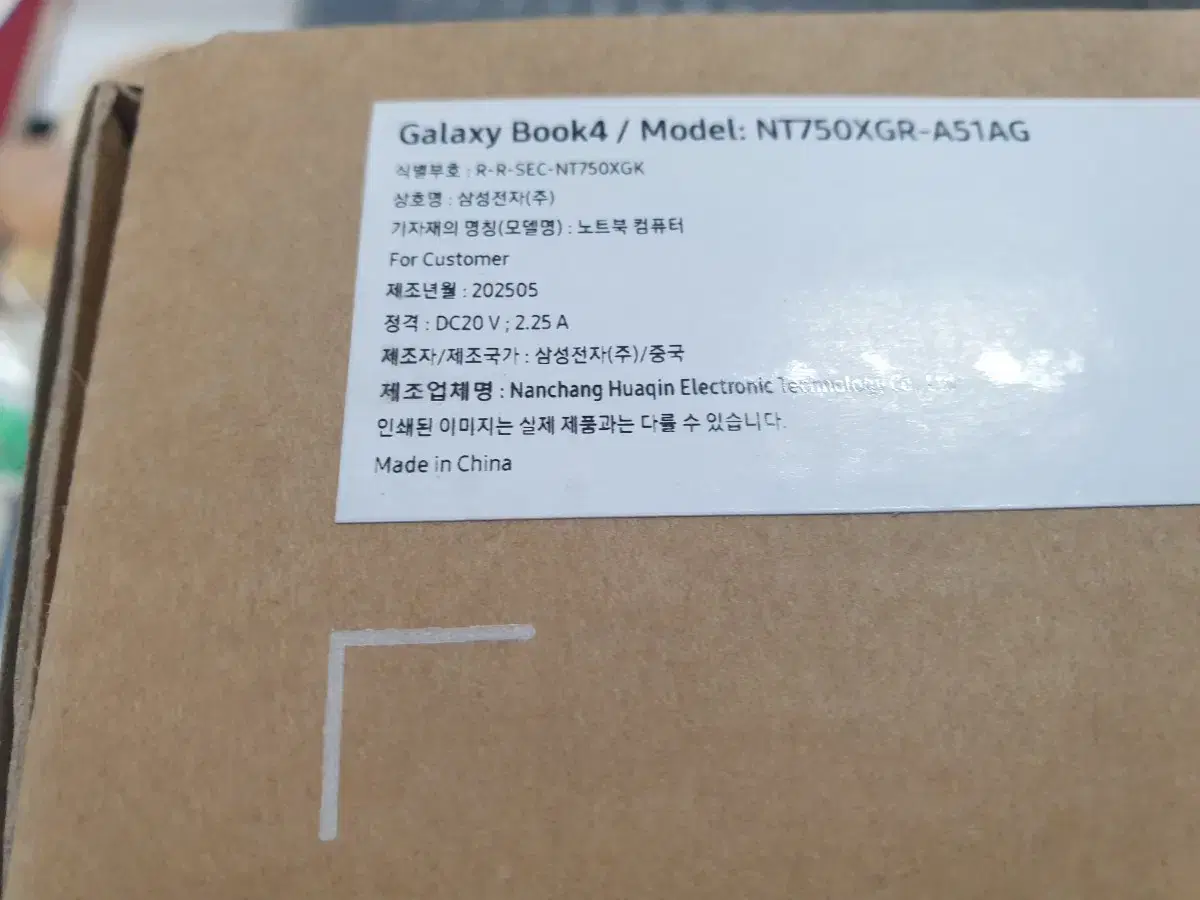 Galaxy Book4 / Model: NT750XGR-A51AG
식별부호 : R-R-SEC-NT750XGK
상호명 : 삼성전자(주)
기자재의 명칭(모델명) : 노트북 컴퓨터
For Customer
제조년월 : 202505
정격 : DC20 V ; 2.25 A
제조자/제조국가 : 삼성전자(주)/중국
제조업체명 : Nanchang Huaqin Electronic Technology Co.,
인쇄된 이미지는 실제 제품과는 다를 수 있습니다.
Made in China